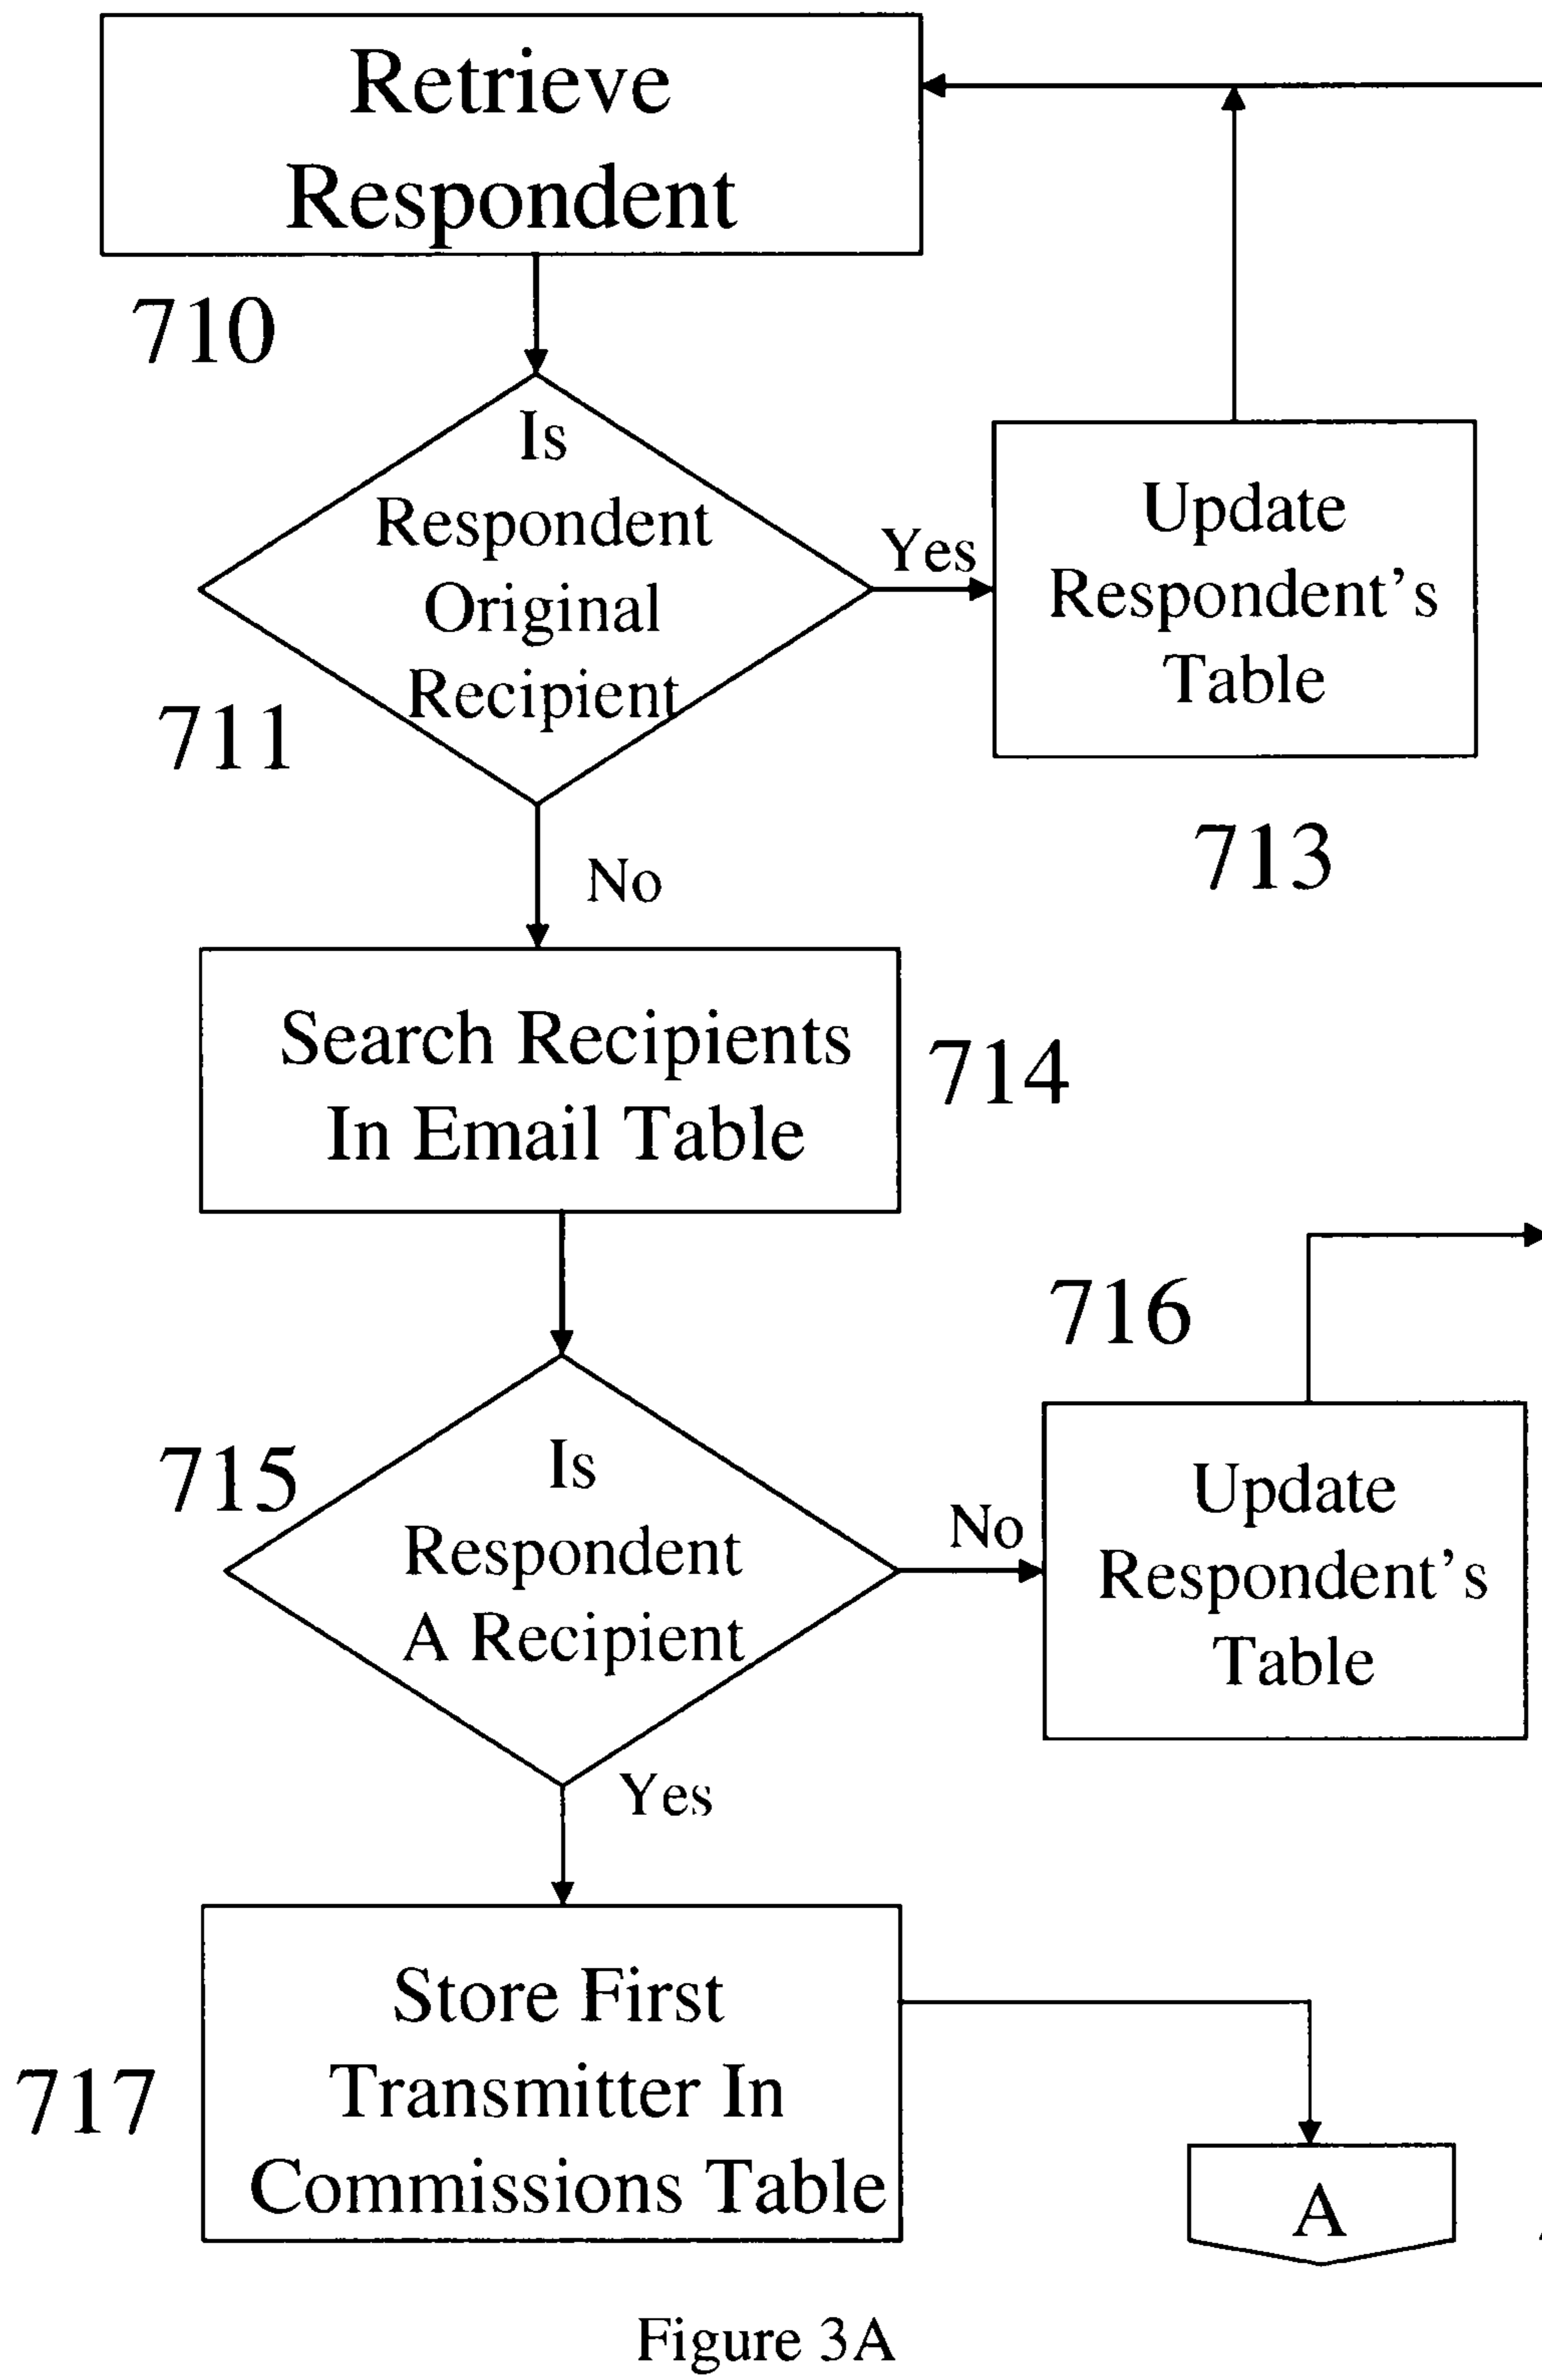 Retrieve
Respondent
710
Is
Respondent
Original
Recipient
711
Yes
Update
Respondent's
Table
713
No
Search Recipients
In Email Table
714
716
715
Is
Respondent
A Recipient
No
Update
Respondent's
Table
Yes
Store First
Transmitter In
Commissions Table
717
A
Figure 3A